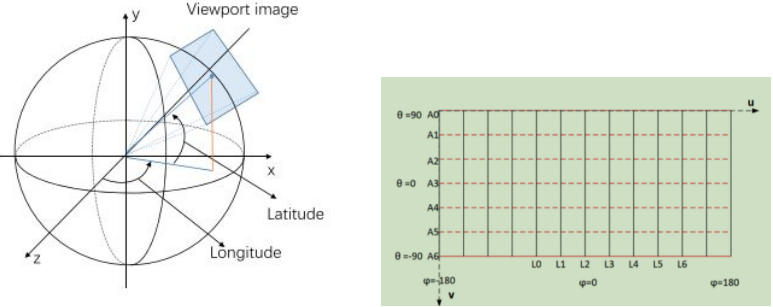 Viewport image
y
x
z
Latitude
Longitude
u
θ=90 A0
A1
A2
θ=0 A3
A4
A5
θ=-90 A6
L0 L1 L2 L3 L4 L5 L6
φ=-180 φ=0 φ=180
v